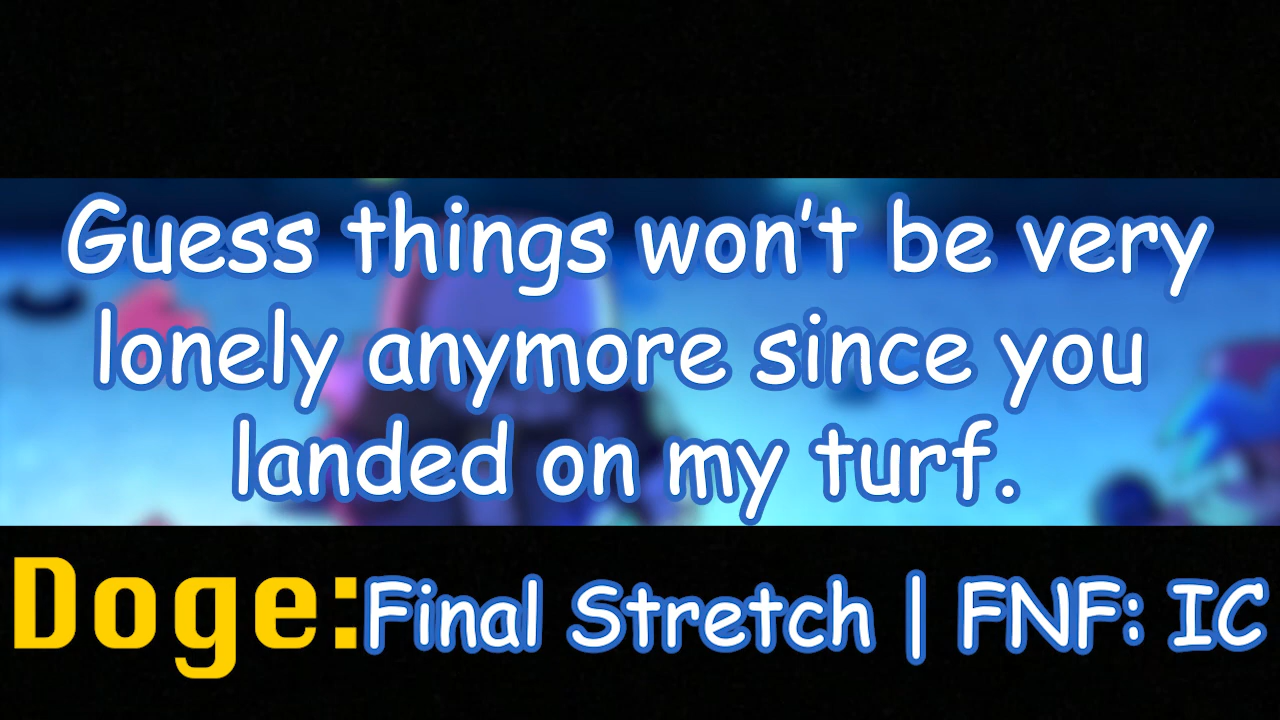 Guess things won't be very
lonely anymore since you
landed on my turf.
Doge: Final Stretch | FNF: IC